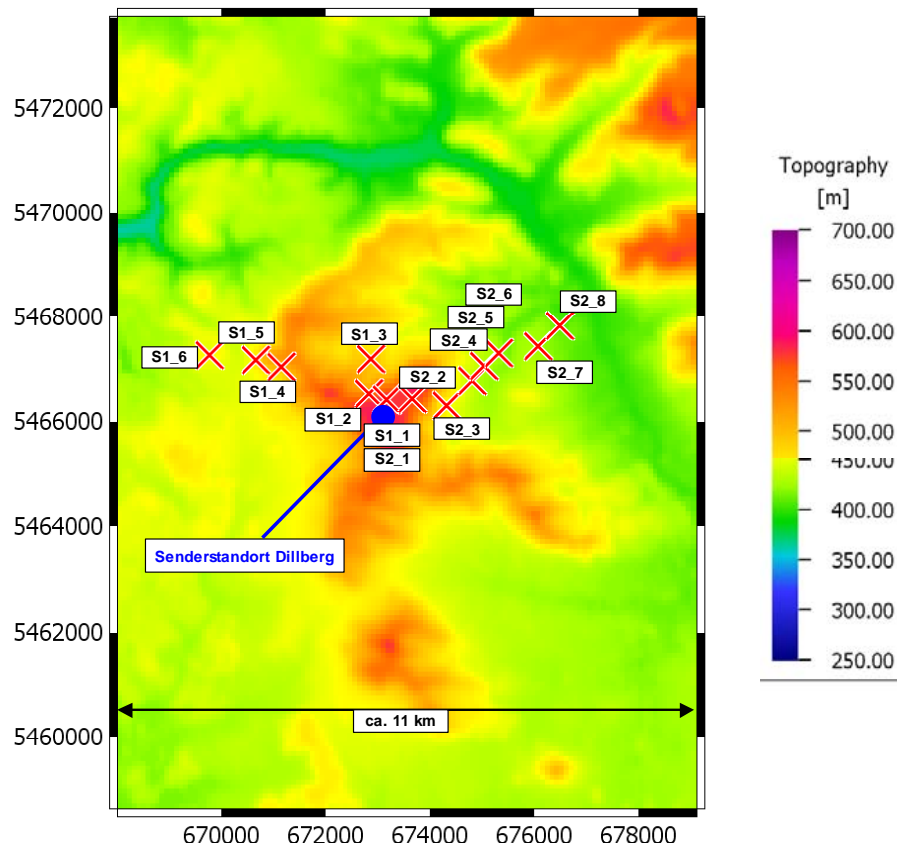 5472000
5470000
5468000
5466000
5464000
5462000
5460000
670000 672000 674000 676000 678000
S2_6
S2_8
S2_5
S1_5
S1_3
S2_4
S1_6
S2_7
S2_2
S1_4
S1_2
S2_3
S1_1
S2_1
Senderstandort Dillberg
ca. 11 km
Topography
[m]
700.00
650.00
600.00
550.00
500.00
450.00
400.00
350.00
300.00
250.00